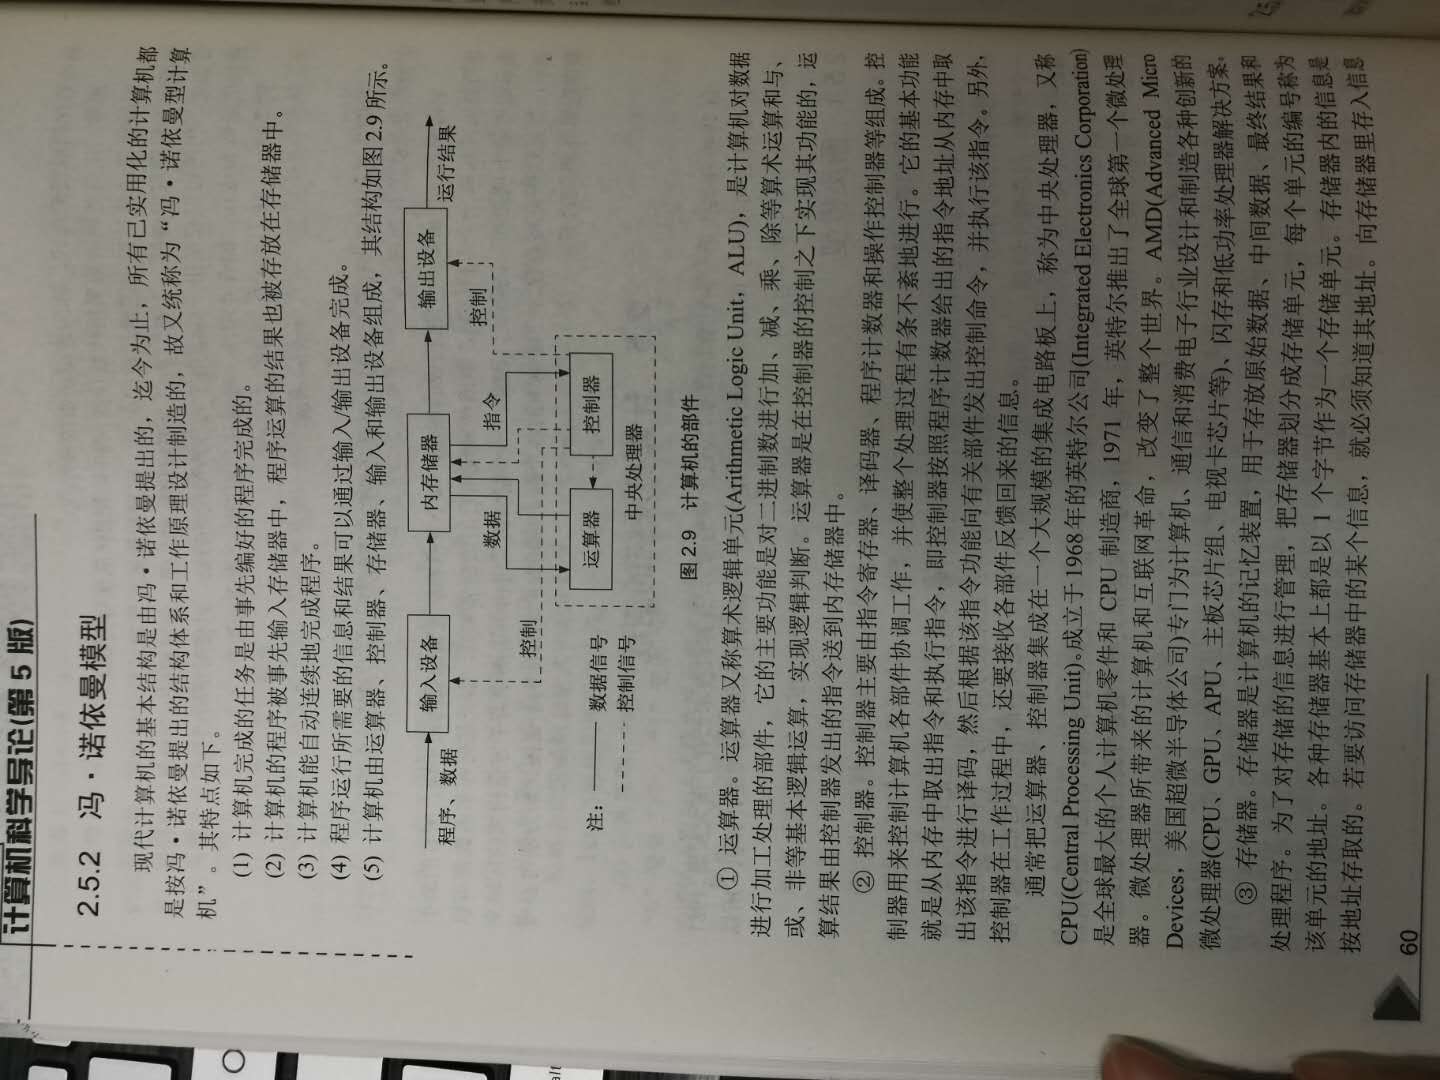 计算机科学导论(第 5 版)
2.5.2 冯·诺依曼模型
现代计算机的基本结构是由冯·诺依曼提出的，迄今为止，所有已实用化的计算机都
是按冯·诺依曼提出的结构体系和工作原理设计制造的，故又统称为“冯·诺依曼型计算
机”。其特点如下。
(1) 计算机完成的任务是由事先编好的程序完成的。
(2) 计算机的程序被事先输入存储器中，程序运算的结果也被存放在存储器中。
(3) 计算机能自动连续地完成程序。
(4) 程序运行所需要的信息和结果可以通过输入/输出设备完成。
(5) 计算机由运算器、控制器、存储器、输入和输出设备组成，其结构如图 2.9 所示。
程序、数据
输入设备
内存储器
输出设备
运行结果
控制
数据
指令
控制
运算器
控制器
中央处理器
注：
数据信号
控制信号
图 2.9 计算机的部件
① 运算器。运算器又称算术逻辑单元(Arithmetic Logic Unit，ALU)，是计算机对数据
进行加工处理的部件，它的主要功能是对二进制数进行加、减、乘、除等算术运算和与、
或、非等基本逻辑运算，实现逻辑判断。运算器是在控制器的控制之下实现其功能的，运
算结果由控制器发出的指令送到内存储器中。
② 控制器。控制器主要由指令寄存器、译码器、程序计数器和操作控制器等组成。控
制器用来控制计算机各部件协调工作，并使整个处理过程有条不紊地进行。它的基本功能
就是从内存中取出指令和执行指令，即控制器按照程序计数器给出的指令地址从内存中取
出该指令进行译码，然后根据该指令功能向有关部件发出控制命令，并执行该指令。另外，
控制器在工作过程中，还要接收各部件反馈回来的信息。
通常把运算器、控制器集成在一个大规模的集成电路板上，称为中央处理器，又称
CPU(Central Processing Unit)。成立于 1968 年的英特尔公司(Integrated Electronics Corporation)
是全球最大的个人计算机零件和 CPU 制造商，1971 年，英特尔推出了全球第一个微处理
器。微处理器所带来的计算机和互联网革命，改变了整个世界。AMD(Advanced Micro
Devices，美国超微半导体公司)专门为计算机、通信和消费电子行业设计和制造各种创新的
微处理器(CPU、GPU、APU、主板芯片组、电视卡芯片等)、闪存和低功率处理器解决方案。
③ 存储器。存储器是计算机的记忆装置，用于存放原始数据、中间数据、最终结果和
处理程序。为了对存储的信息进行管理，把存储器划分成存储单元，每个单元的编号称为
该单元的地址。各种存储器基本上都是以 1 个字节作为一个存储单元。存储器内的信息是
按地址存取的。若要访问存储器中的某个信息，就必须知道其地址。向存储器里存入信息
60